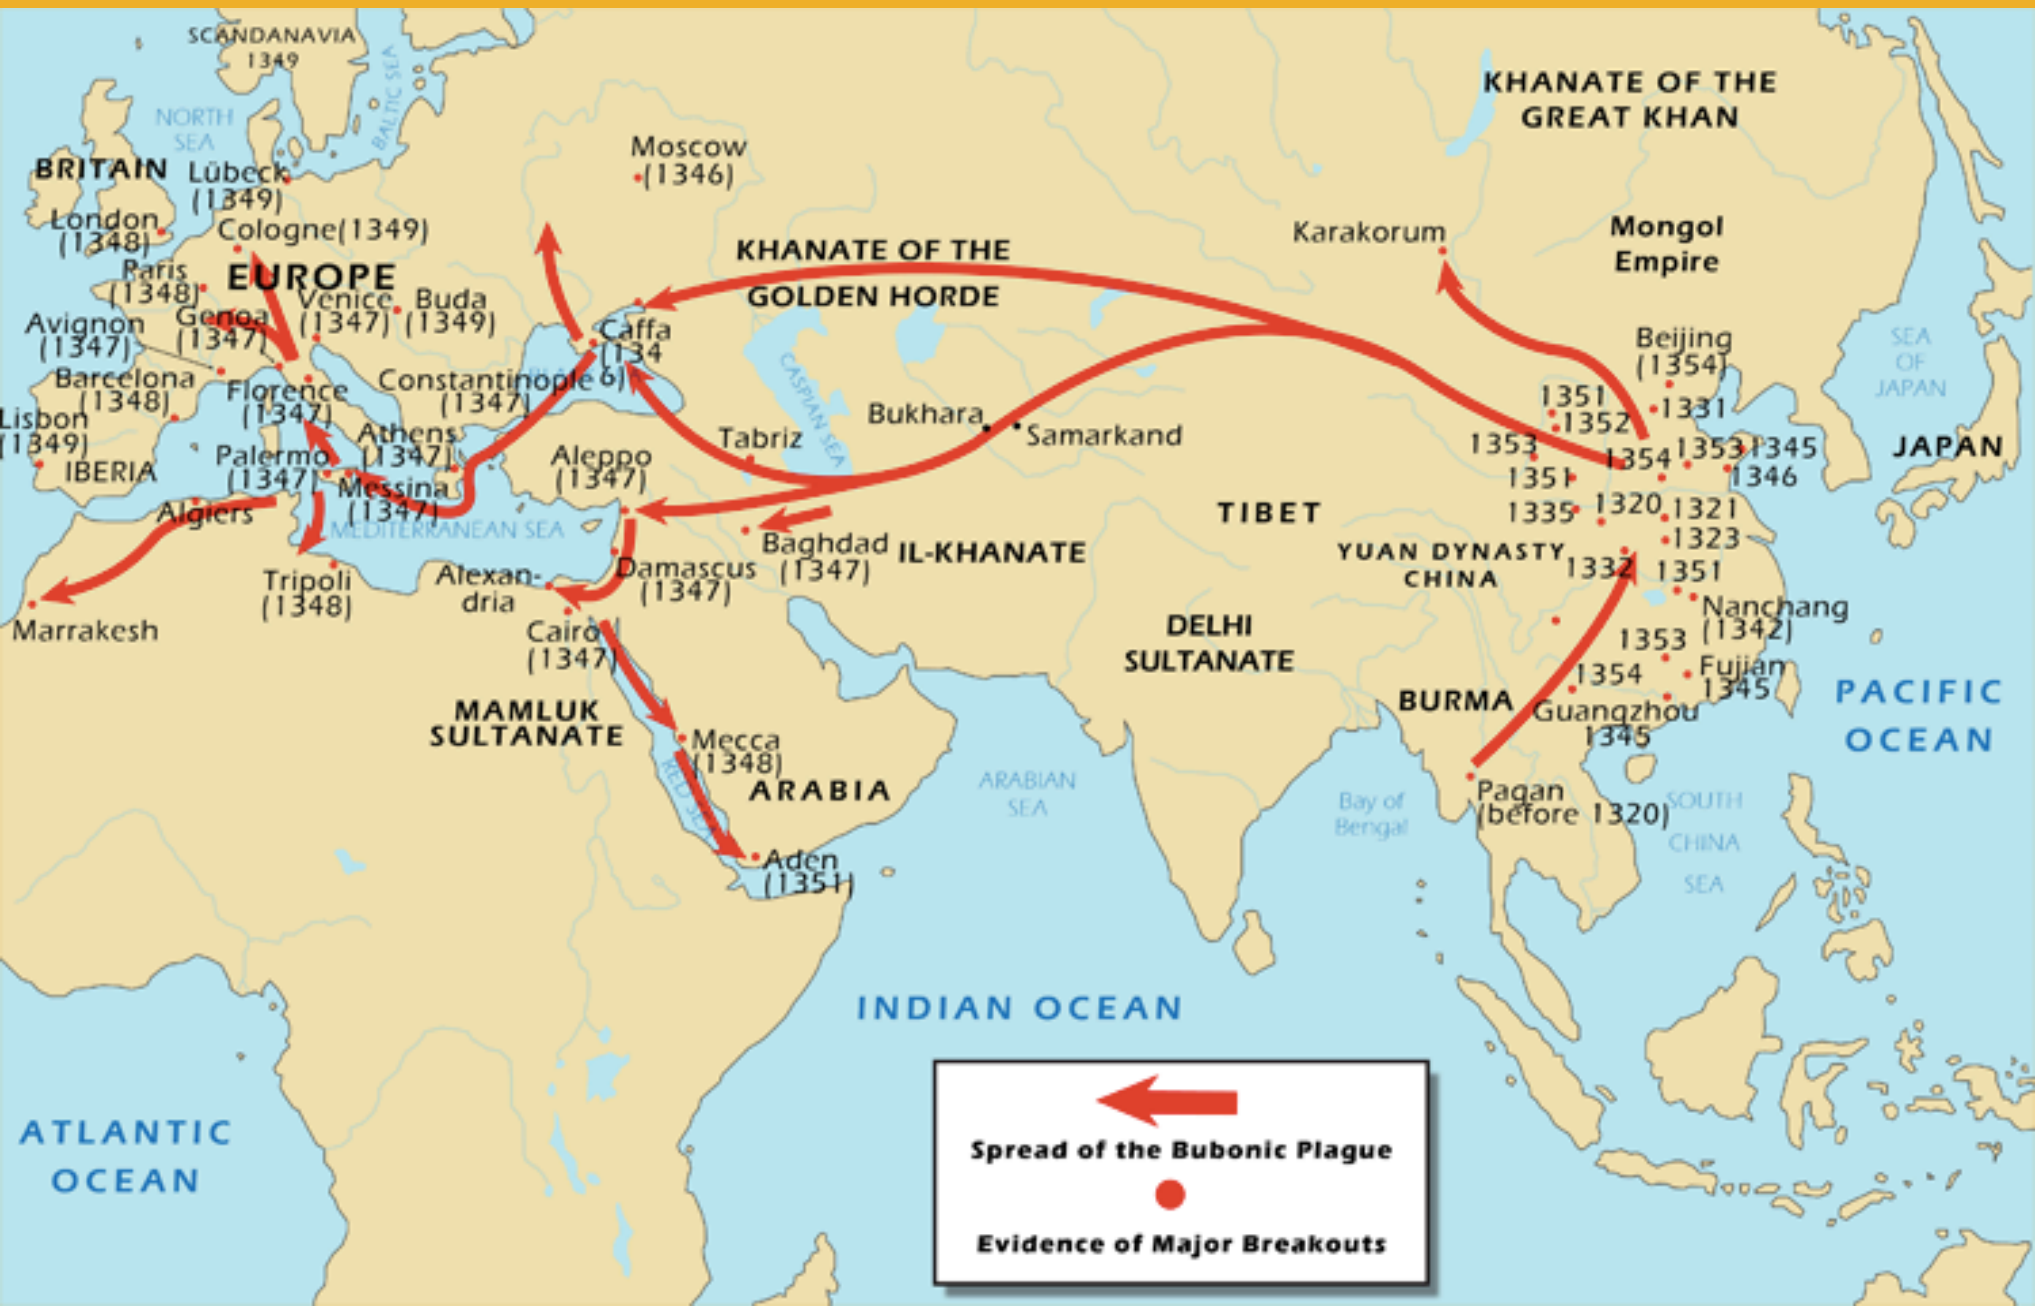 SCANDANAVIA
1349
BALTIC SEA
NORTH
SEA
BRITAIN
Lübeck
(1349)
London
(1348)
Cologne(1349)
Moscow
(1346)
Paris
(1348)
EUROPE
Venice
(1347)
Buda
(1349)
Avignon
(1347)
Genoa
(1347)
Barcelona
(1348)
Florence
(1347)
Constantinople
(1347)
Caffa
(134
6)
Lisbon
(1349)
IBERIA
Palermo
(1347)
Athens
(1347)
Messina
(1347)
Aleppo
(1347)
Tabriz
CASPIAN SEA
Bukhara
Samarkand
KHANATE OF THE
GOLDEN HORDE
Algiers
MEDITERRANEAN SEA
Marrakesh
Tripoli
(1348)
Alexan-
dria
Damascus
(1347)
Baghdad
(1347)
IL-KHANATE
Cairo
(1347)
MAMLUK
SULTANATE
Mecca
(1348)
RED SEA
ARABIA
Aden
(1351)
ARABIAN
SEA
KHANATE OF THE
GREAT KHAN
Karakorum
Mongol
Empire
Beijing
(1354)
SEA
OF
JAPAN
JAPAN
1351
1352
1331
1353
1354
1353
1345
1346
1351
1335
1320
1321
1323
TIBET
YUAN DYNASTY
CHINA
1332
1351
Nanchang
(1342)
DELHI
SULTANATE
1353
1354
Fujian
1345
BURMA
Guangzhou
1345
Pagan
(before 1320)
Bay of
Bengal
SOUTH
CHINA
SEA
PACIFIC
OCEAN
INDIAN OCEAN
ATLANTIC
OCEAN
Spread of the Bubonic Plague
Evidence of Major Breakouts